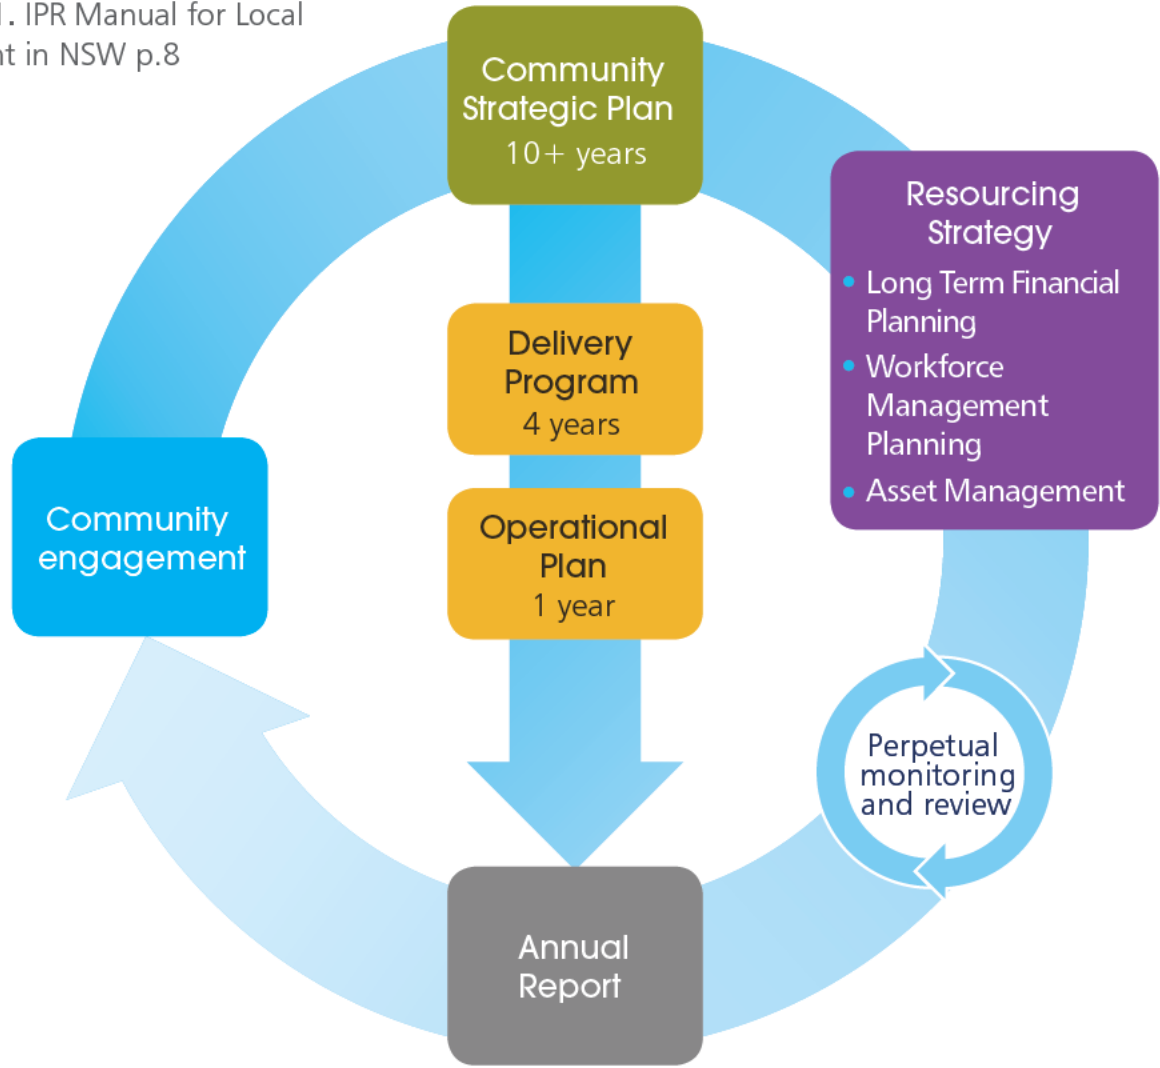 1. IPR Manual for Local
nt in NSW p.8
Community
Strategic Plan
10+ years
Resourcing
Strategy
• Long Term Financial
Planning
• Workforce
Management
Planning
• Asset Management
Delivery
Program
4 years
Operational
Plan
1 year
Community
engagement
Perpetual
monitoring
and review
Annual
Report